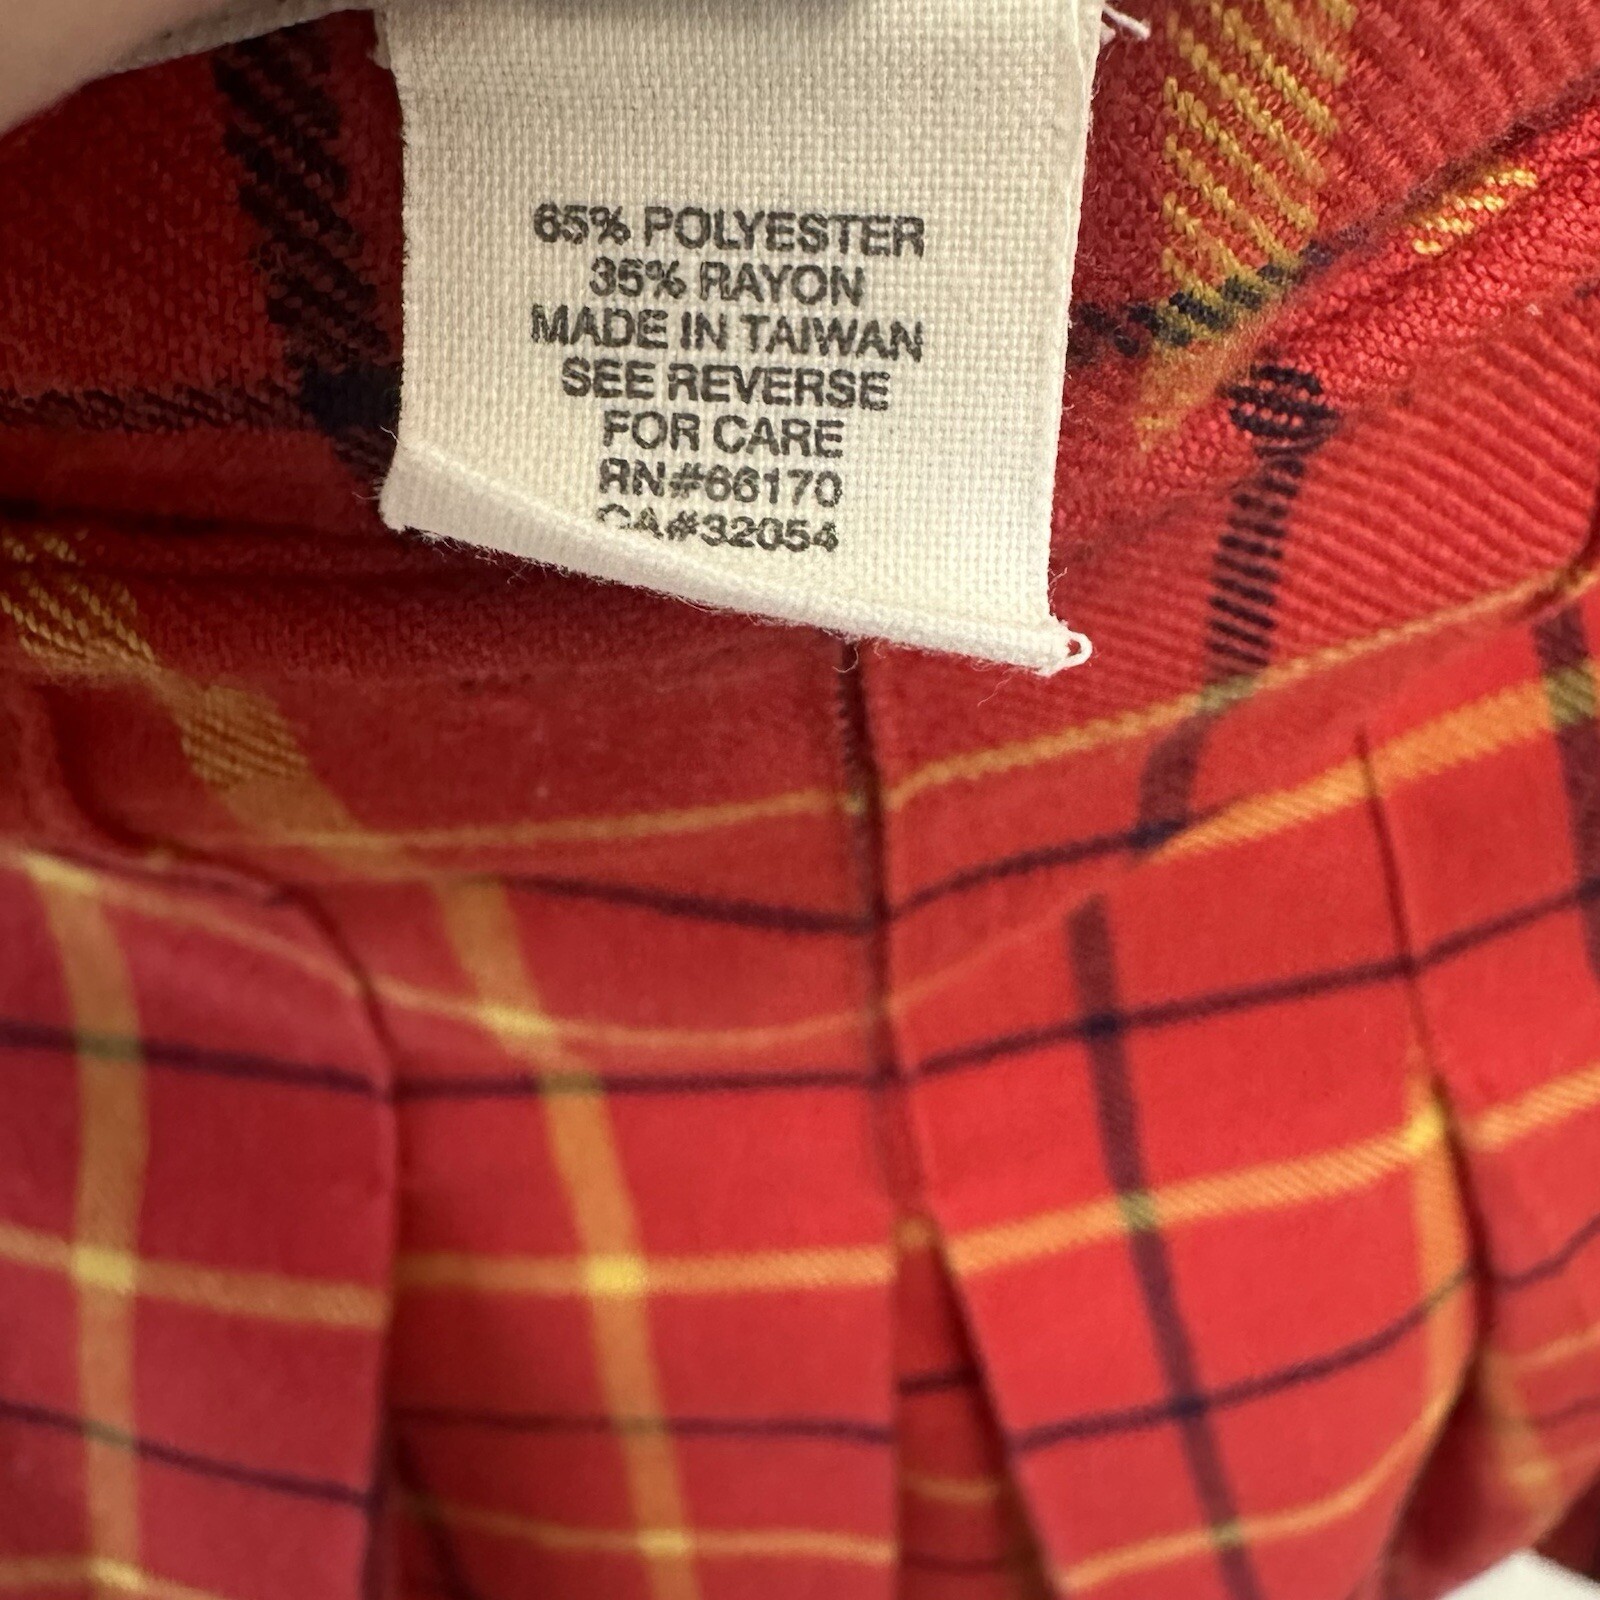 65% POLYESTER
35% RAYON
MADE IN TAIWAN
SEE REVERSE
FOR CARE
RN#66170
CA#32054